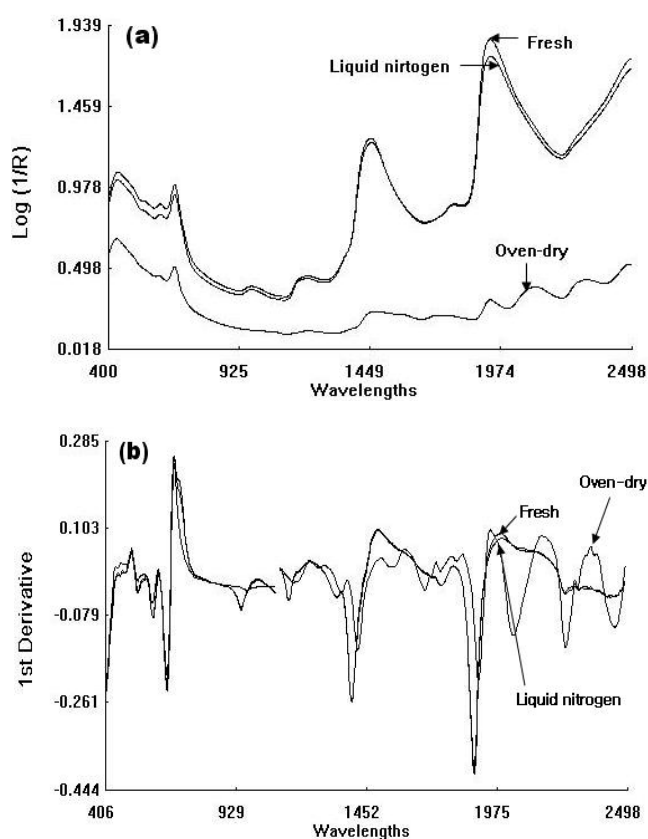 (a)
Fresh
Liquid nirtogen
Oven-dry
Log (1/R)
1.939
1.459
0.978
0.498
0.018
400 925 1449 1974 2498
Wavelengths
(b)
Oven-dry
Fresh
Liquid nitrogen
1st Derivative
0.285
0.103
-0.079
-0.261
-0.444
406 929 1452 1975 2498
Wavelengths